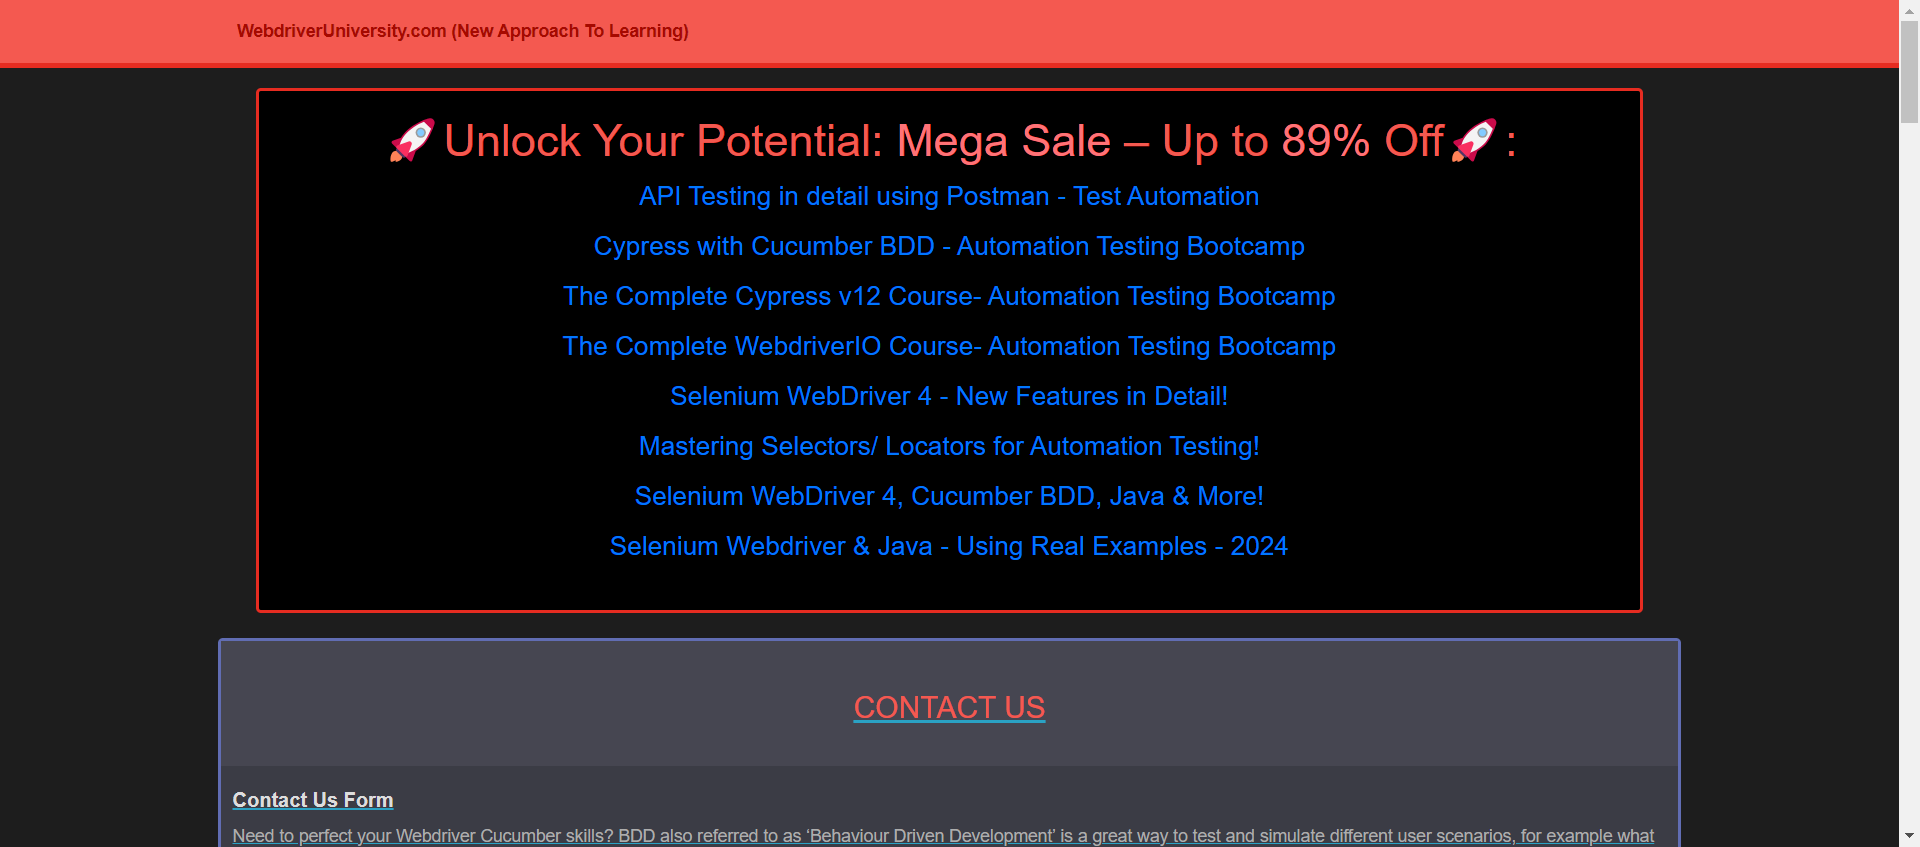 WebdriverUniversity.com (New Approach To Learning)
🚀Unlock Your Potential: Mega Sale – Up to 89% Off🚀:
API Testing in detail using Postman - Test Automation
Cypress with Cucumber BDD - Automation Testing Bootcamp
The Complete Cypress v12 Course- Automation Testing Bootcamp
The Complete WebdriverIO Course- Automation Testing Bootcamp
Selenium WebDriver 4 - New Features in Detail!
Mastering Selectors/ Locators for Automation Testing!
Selenium WebDriver 4, Cucumber BDD, Java & More!
Selenium Webdriver & Java - Using Real Examples - 2024
CONTACT US
Contact Us Form
Need to perfect your Webdriver Cucumber skills? BDD also referred to as ‘Behaviour Driven Development’ is a great way to test and simulate different user scenarios, for example what